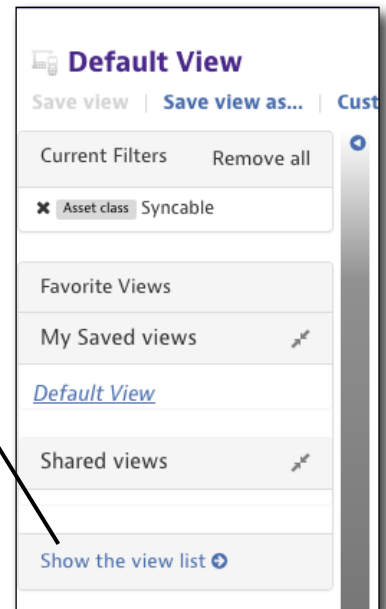 Default View
Save view | Save view as... | Cust
Current Filters Remove all
Asset class Syncable
Favorite Views
My Saved views
Default View
Shared views
Show the view list